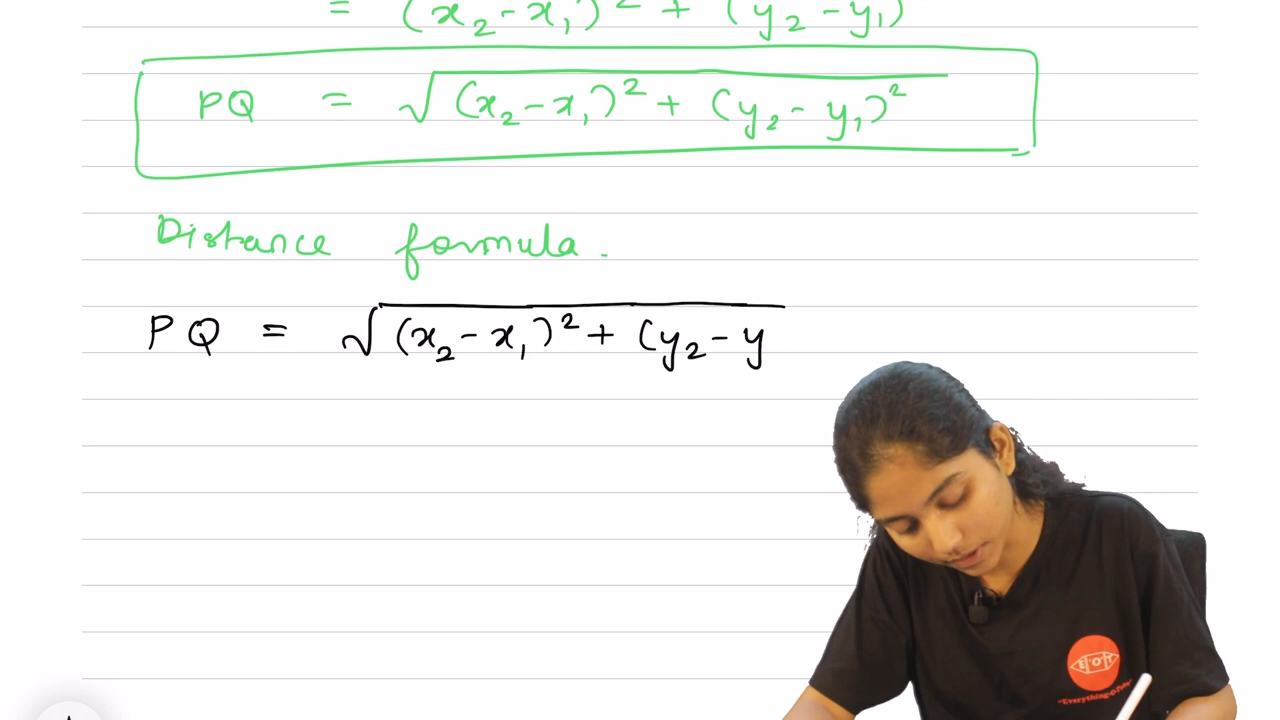 = (x₂-x₁)² + (y₂-y₁)
PQ = √(x₂-x₁)² + (y₂-y₁)²
Distance formula.
PQ = √(x₂-x₁)² + (y₂-y
E'O'T
"Everything-O-